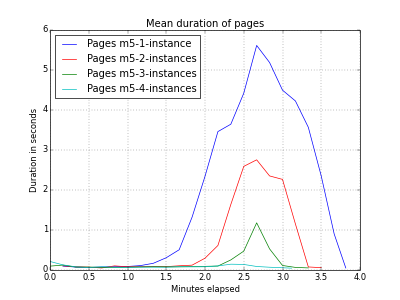 Mean duration of pages
6
5
4
3
2
1
0
Duration in seconds
Pages m5-1-instance
Pages m5-2-instances
Pages m5-3-instances
Pages m5-4-instances
0.0 0.5 1.0 1.5 2.0 2.5 3.0 3.5 4.0
Minutes elapsed